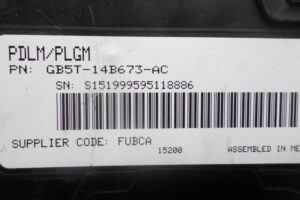 PDLM/PLGM
PN: GB5T-14B673-AC
SN: S151999595118886
SUPPLIER CODE: FUBCA
15200
ASSEMBLED IN